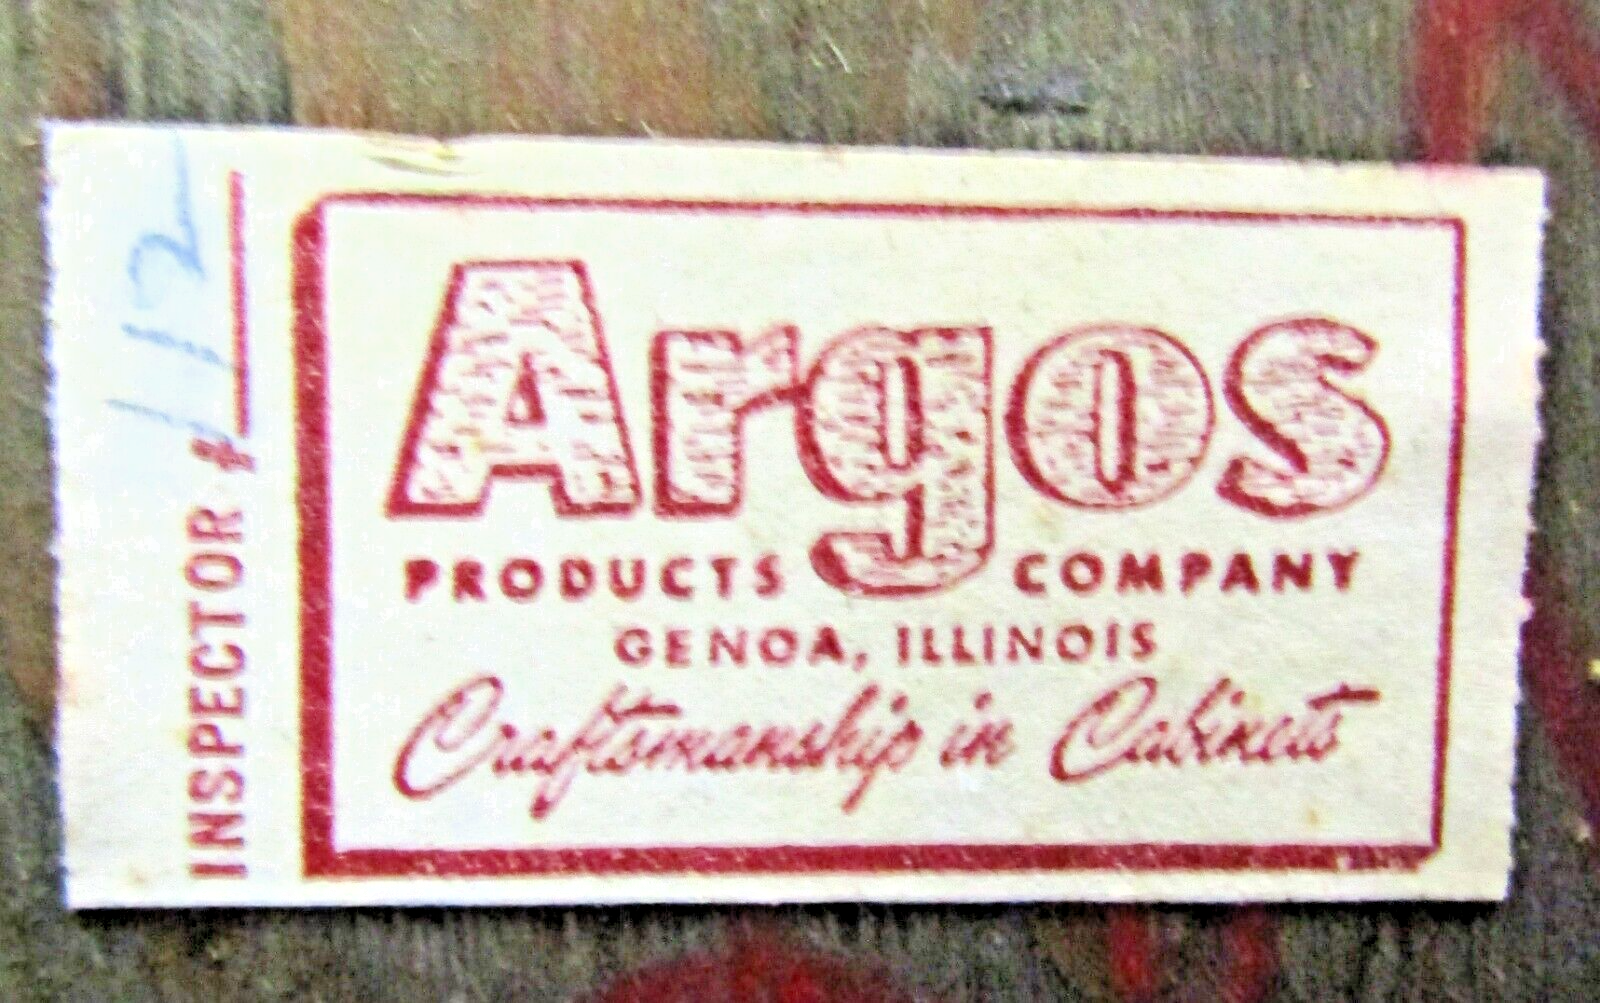 INSPECTOR # 112
Argos
PRODUCTS COMPANY
GENOA, ILLINOIS
Craftsmanship in Cabinets